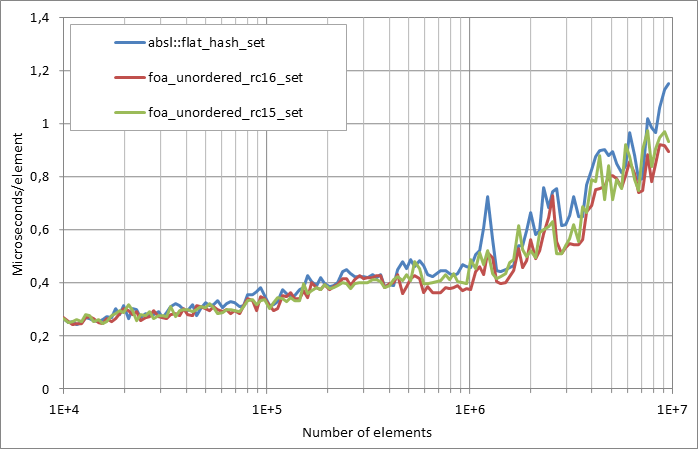 1,4
1,2
1
0,8
0,6
0,4
0,2
0
Microseconds/element
absl::flat_hash_set
foa_unordered_rc16_set
foa_unordered_rc15_set
1E+4
1E+5
1E+6
1E+7
Number of elements